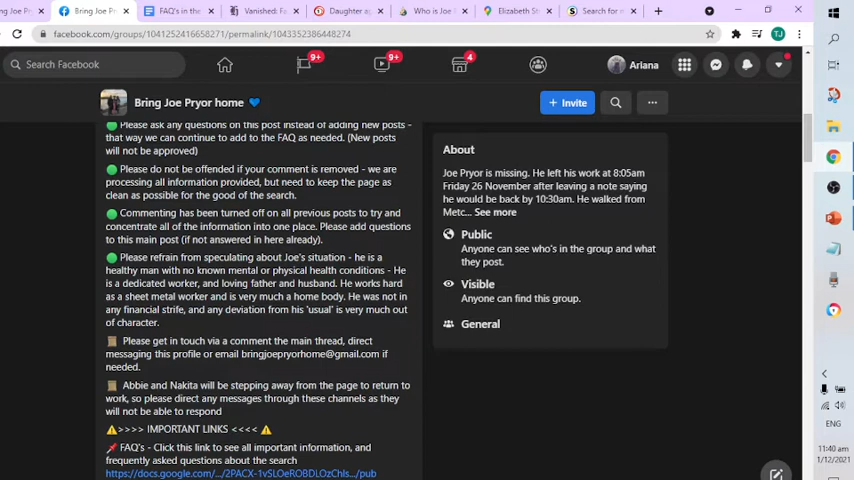 ng Joe Pry
Bring Joe Pr
FAQ's in the
Vanished: Fa
Daughter a
Who is Joe
Elizabeth St
Search for m
facebook.com/groups/1041252416658271/permalink/1043352386448274
TJ
Search Facebook
9+
9+
4
Ariana
Bring Joe Pryor home 💙
+ Invite
Please ask any questions on this post instead of adding new posts -
that way we can continue to add to the FAQ as needed. (New posts
will not be approved)
Please do not be offended if your comment is removed - we are
processing all information provided, but need to keep the page as
clean as possible for the good of the search.
Commenting has been turned off on all previous posts to try and
concentrate all of the information into one place. Please add questions
to this main post (if not answered in here already).
Please refrain from speculating about Joe's situation - he is a
healthy man with no known mental or physical health conditions - He
is a dedicated worker, and loving father and husband. He works hard
as a sheet metal worker and is very much a home body. He was not in
any financial strife, and any deviation from his 'usual' is very much out
of character.
Please get in touch via a comment the main thread, direct
messaging this profile or email bringjoepryorhome@gmail.com if
needed.
Abbie and Nakita will be stepping away from the page to return to
work, so please direct any messages through these channels as they
will not be able to respond
⚠>>>> IMPORTANT LINKS <<<< ⚠
FAQ's - Click this link to see all important information, and
frequently asked questions about the search
https://docs.google.com/.../2PACX-1vSLOeROBDLOzChls.../pub
About
Joe Pryor is missing. He left his work at 8:05am
Friday 26 November after leaving a note saying
he would be back by 10:30am. He walked from
Metc... See more
Public
Anyone can see who's in the group and what
they post.
Visible
Anyone can find this group.
General
ENG
11:40 am
1/12/2021